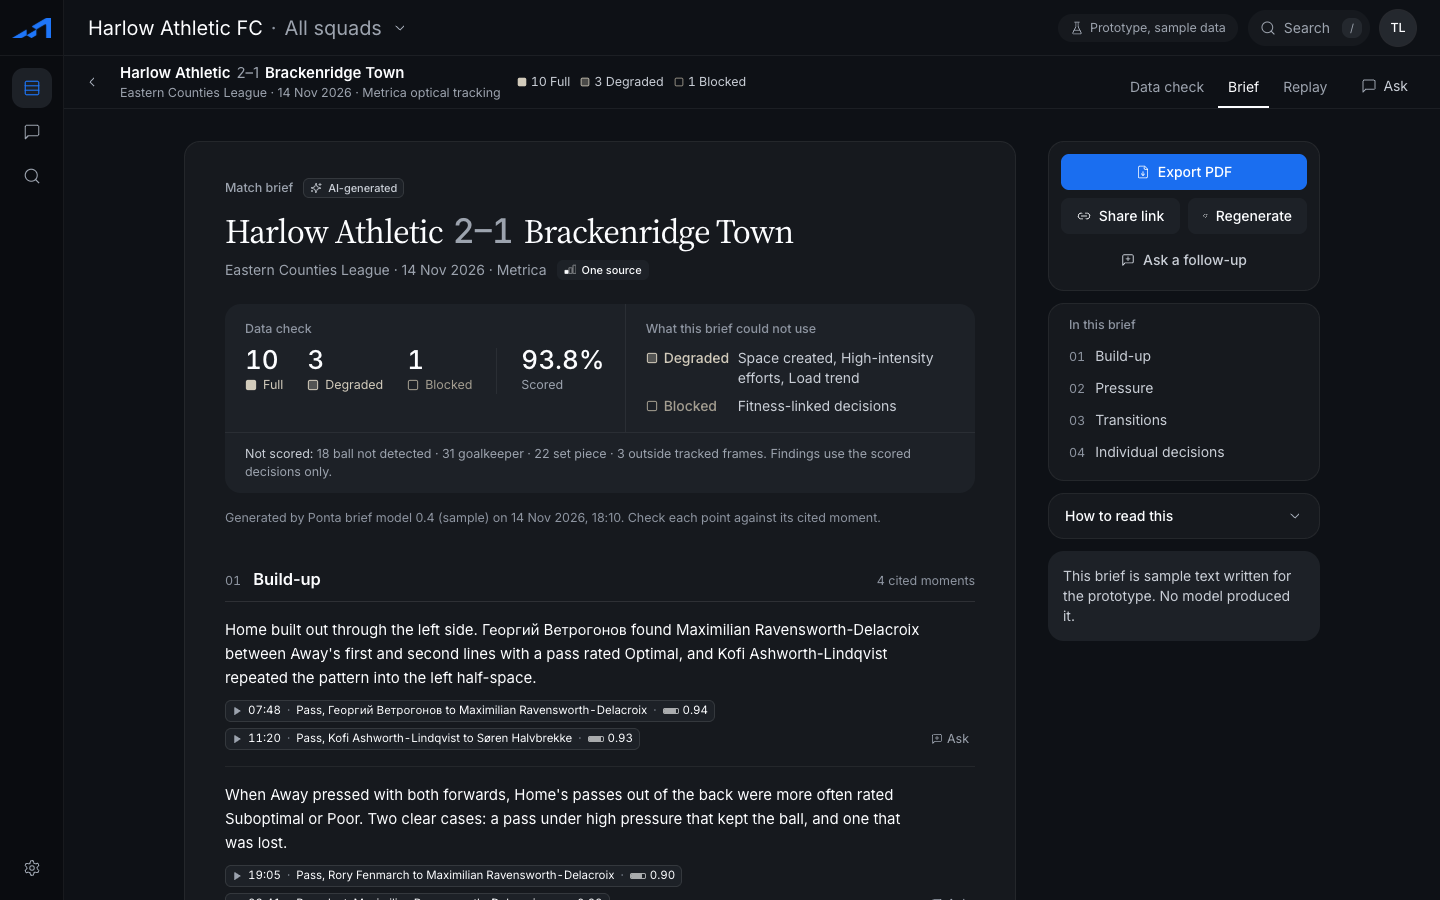 Harlow Athletic FC · All squads
Prototype, sample data
Search /
TL
Harlow Athletic 2–1 Brackenridge Town
Eastern Counties League · 14 Nov 2026 · Metrica optical tracking
10 Full 3 Degraded 1 Blocked
Data check Brief Replay Ask
Match brief AI-generated
Harlow Athletic 2–1 Brackenridge Town
Eastern Counties League · 14 Nov 2026 · Metrica One source
Data check
10 3 1 93.8%
Full Degraded Blocked Scored
What this brief could not use
Degraded Space created, High-intensity
efforts, Load trend
Blocked Fitness-linked decisions
Not scored: 18 ball not detected · 31 goalkeeper · 22 set piece · 3 outside tracked frames. Findings use the scored
decisions only.
Generated by Ponta brief model 0.4 (sample) on 14 Nov 2026, 18:10. Check each point against its cited moment.
01 Build-up 4 cited moments
Home built out through the left side. Георгий Ветрогонов found Maximilian Ravensworth-Delacroix
between Away's first and second lines with a pass rated Optimal, and Kofi Ashworth-Lindqvist
repeated the pattern into the left half-space.
07:48 · Pass, Георгий Ветрогонов to Maximilian Ravensworth-Delacroix · 0.94
11:20 · Pass, Kofi Ashworth-Lindqvist to Søren Halvbrekke · 0.93
Ask
When Away pressed with both forwards, Home's passes out of the back were more often rated
Suboptimal or Poor. Two clear cases: a pass under high pressure that kept the ball, and one that
was lost.
19:05 · Pass, Rory Fenmarch to Maximilian Ravensworth-Delacroix · 0.90
Export PDF
Share link Regenerate
Ask a follow-up
In this brief
01 Build-up
02 Pressure
03 Transitions
04 Individual decisions
How to read this
This brief is sample text written for
the prototype. No model produced
it.